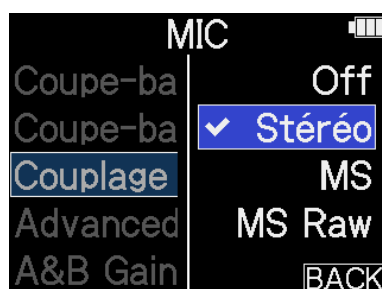 MIC
Coupe-ba
Off
Coupe-ba
✔ Stéréo
Couplage
MS
Advanced
MS Raw
A&B Gain
BACK